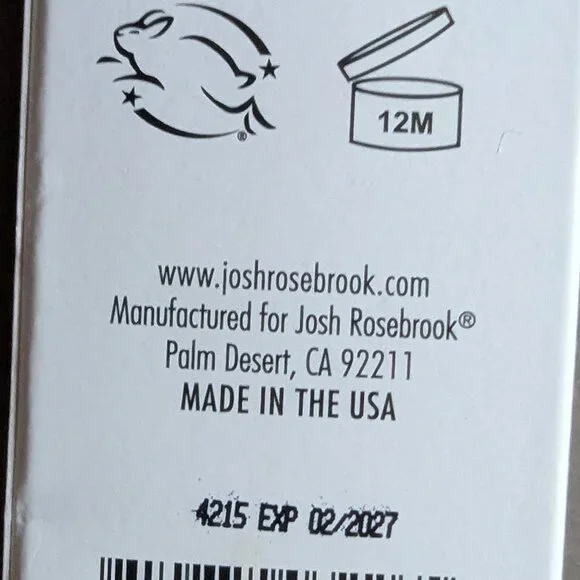 ®
12M
www.joshrosebrook.com
Manufactured for Josh Rosebrook®
Palm Desert, CA 92211
MADE IN THE USA
4215 EXP 02/2027